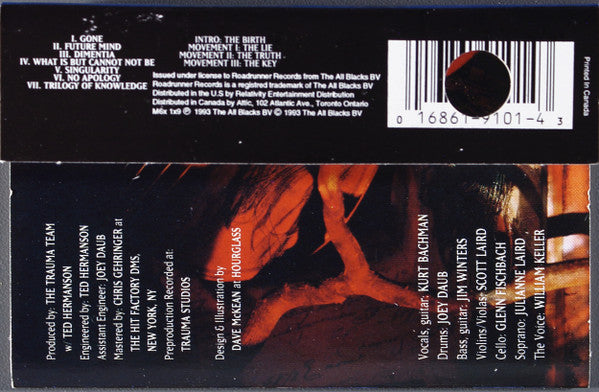 I. GONE
II. FUTURE MIND
III. DIMENTIA
IV. WHAT IS BUT CANNOT NOT BE
V. SINGULARITY
VI. NO APOLOGY
VII. TRILOGY OF KNOWLEDGE
INTRO: THE BIRTH
MOVEMENT I: THE LIE
MOVEMENT II: THE TRUTH
MOVEMENT III: THE KEY
Issued under license to Roadrunner Records from The All Blacks BV
Roadrunner Records is a registred trademark of The All Blacks BV
Distributed in the U.S by Relativity Entertainment Distribution
Distributed in Canada by Attic, 102 Atlantic Ave., Toronto Ontario
M6x 1x9 ℗ 1993 The All Blacks BV © 1993 The All Blacks BV
0 16861-9101-4 3
Printed in Canada
Produced by: THE TRAUMA TEAM
w/ TED HERMANSON
Engineered by: TED HERMANSON
Assistant Engineer: JOEY DAUB
Mastered by: CHRIS GEHRINGER at
THE HIT FACTORY DMS,
NEW YORK, NY
Preproduction Recorded at:
TRAUMA STUDIOS
Design & Illustration by
DAVE McKEAN at HOURGLASS
Vocals, guitar: KURT BACHMAN
Drums: JOEY DAUB
Bass, guitar: JIM WINTERS
Violins/Violas: SCOTT LAIRD
Cello: GLENN FISCHBACH
Soprano: JULIANNE LAIRD
The Voice: WILLIAM KELLER